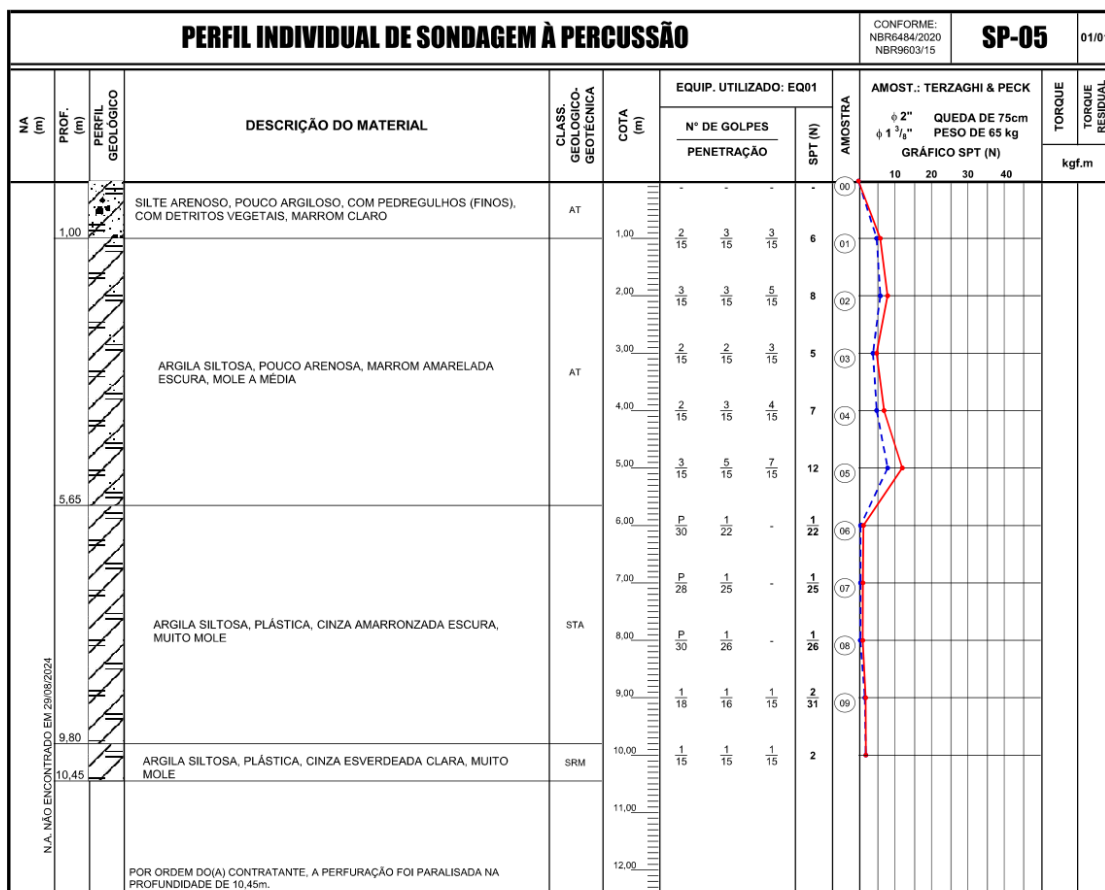 PERFIL INDIVIDUAL DE SONDAGEM À PERCUSSÃO
CONFORME:
NBR6484/2020
NBR9603/15
SP-05
NA
(m)
PROF.
(m)
PERFIL
GEOLÓGICO
DESCRIÇÃO DO MATERIAL
CLASS.
GEOLOGICO-
GEOTÉCNICA
COTA
(m)
EQUIP. UTILIZADO: EQ01
N° DE GOLPES
PENETRAÇÃO
SPT (N)
AMOSTRA
AMOST.: TERZAGHI & PECK
ϕ 2" QUEDA DE 75cm
ϕ 1 3/8" PESO DE 65 kg
GRÁFICO SPT (N)
10 20 30 40
TORQUE
TORQUE
RESIDUAL
kgf.m
SILTE ARENOSO, POUCO ARGILOSO, COM PEDREGULHOS (FINOS),
COM DETRITOS VEGETAIS, MARROM CLARO
AT
- - - - 00
1,00
1,00 2/15 3/15 3/15 6 01
2,00 3/15 3/15 5/15 8 02
3,00 2/15 2/15 3/15 5 03
ARGILA SILTOSA, POUCO ARENOSA, MARROM AMARELADA
ESCURA, MOLE A MÉDIA
AT
4,00 2/15 3/15 4/15 7 04
5,00 3/15 5/15 7/15 12 05
5,65
6,00 P/30 1/22 - 1/22 06
7,00 P/28 1/25 - 1/25 07
ARGILA SILTOSA, PLÁSTICA, CINZA AMARRONZADA ESCURA,
MUITO MOLE
STA
8,00 P/30 1/26 - 1/26 08
9,00 1/18 1/16 1/15 2/31 09
9,80
10,00 1/15 1/15 1/15 2
ARGILA SILTOSA, PLÁSTICA, CINZA ESVERDEADA CLARA, MUITO
MOLE
SRM
10,45
11,00
12,00
N.A. NÃO ENCONTRADO EM 29/08/2024
POR ORDEM DO(A) CONTRATANTE, A PERFURAÇÃO FOI PARALISADA NA
PROFUNDIDADE DE 10,45m.